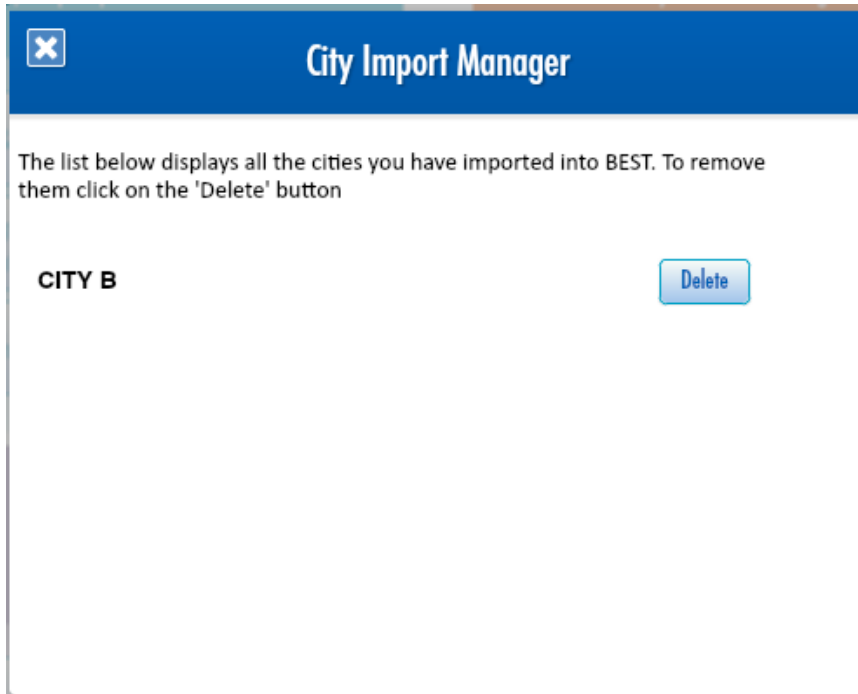 City Import Manager
The list below displays all the cities you have imported into BEST. To remove
them click on the 'Delete' button
CITY B
Delete